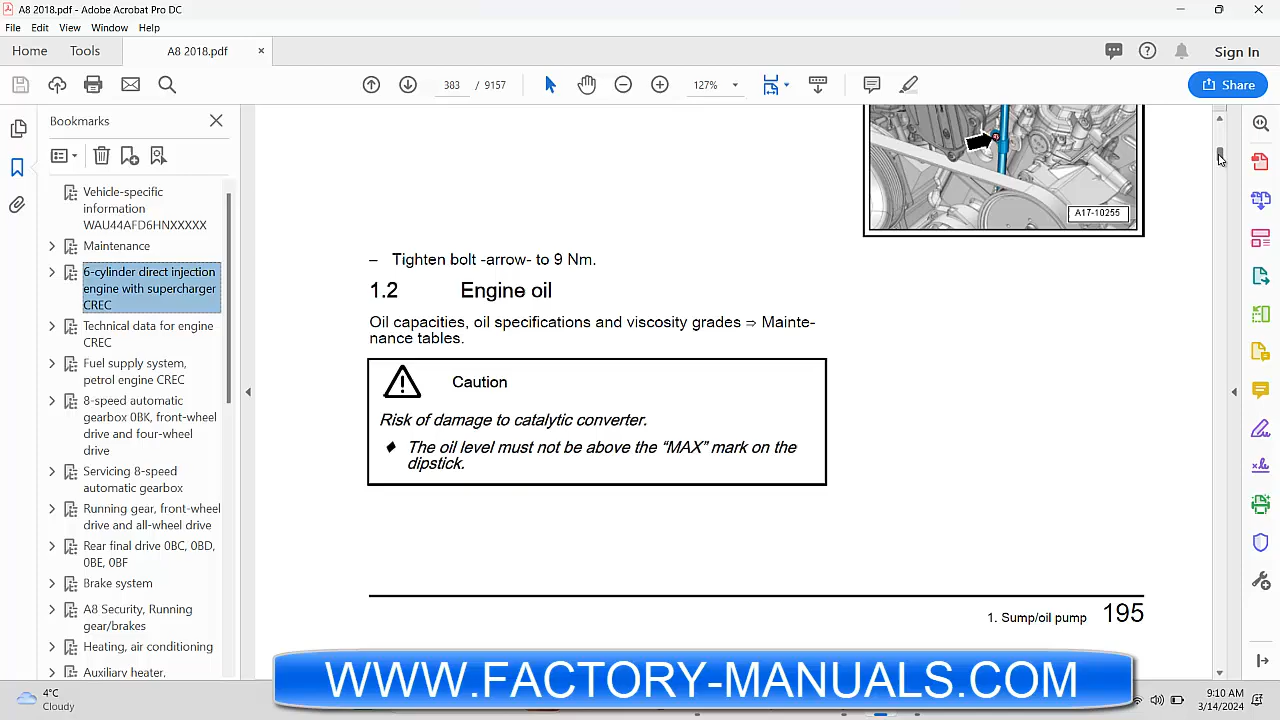 A8 2018.pdf - Adobe Acrobat Pro DC
File Edit View Window Help
Home Tools A8 2018.pdf × Sign In
383 / 9157 127% Share
Bookmarks
Vehicle-specific
information
WAU44AFD6HNXXXXX
Maintenance
6-cylinder direct injection
engine with supercharger
CREC
Technical data for engine
CREC
Fuel supply system,
petrol engine CREC
8-speed automatic
gearbox 0BK, front-wheel
drive and four-wheel
drive
Servicing 8-speed
automatic gearbox
Running gear, front-wheel
drive and all-wheel drive
Rear final drive 0BC, 0BD,
0BE, 0BF
Brake system
A8 Security, Running
gear/brakes
Heating, air conditioning
Auxiliary heater,
A17-10255
– Tighten bolt -arrow- to 9 Nm.
1.2 Engine oil
Oil capacities, oil specifications and viscosity grades ⇒ Mainte-
nance tables.
Caution
Risk of damage to catalytic converter.
♦ The oil level must not be above the “MAX” mark on the
dipstick.
1. Sump/oil pump 195
WWW.FACTORY-MANUALS.COM
4°C
Cloudy
9:10 AM
3/14/2024